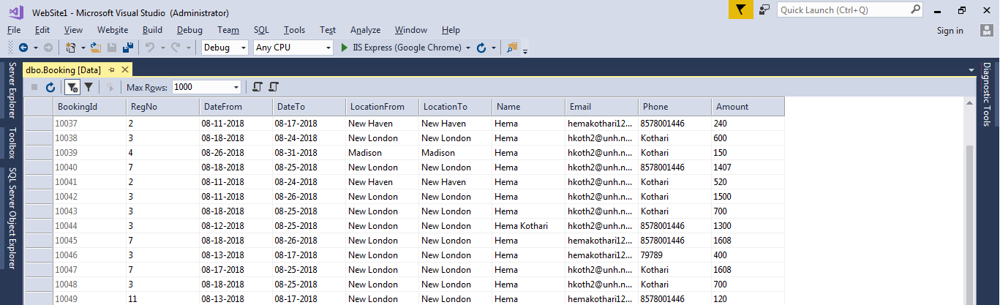 WebSite1 - Microsoft Visual Studio (Administrator) Quick Launch (Ctrl+Q)
File Edit View Website Build Debug Team SQL Tools Test Analyze Window Help Sign in
Debug Any CPU IIS Express (Google Chrome)
Server Explorer
Toolbox
SQL Server Object Explorer
dbo.Booking [Data]
Diagnostic Tools
Max Rows: 1000
BookingId RegNo DateFrom DateTo LocationFrom LocationTo Name Email Phone Amount
10037 2 08-11-2018 08-17-2018 New Haven New Haven Hema hemakothari12... 8578001446 240
10038 3 08-18-2018 08-24-2018 New London New London Hema hkoth2@unh.n... Kothari 600
10039 4 08-26-2018 08-31-2018 Madison Madison Hema hkoth2@unh.n... Kothari 150
10040 7 08-18-2018 08-25-2018 New London New London Hema hkoth2@unh.n... 8578001446 1407
10041 2 08-11-2018 08-24-2018 New Haven New Haven Hema hkoth2@unh.n... Kothari 520
10042 3 08-11-2018 08-26-2018 New London New London Hema hkoth2@unh.n... Kothari 1500
10043 3 08-18-2018 08-25-2018 New London New London Hema hkoth2@unh.n... Kothari 700
10044 3 08-12-2018 08-25-2018 New London New London Hema Kothari hkoth2@unh.n... 8578001446 1300
10045 7 08-18-2018 08-26-2018 New London New London Hema hemakothari12... 8578001446 1608
10046 3 08-13-2018 08-17-2018 New London New London Hema hemakothari12... 79789 400
10047 7 08-17-2018 08-25-2018 New London New London Hema hkoth2@unh.n... Kothari 1608
10048 3 08-18-2018 08-25-2018 New London New London Hema hkoth2@unh.n... Kothari 700
10049 11 08-13-2018 08-17-2018 New London New London Hema hemakothari12... 8578001446 120